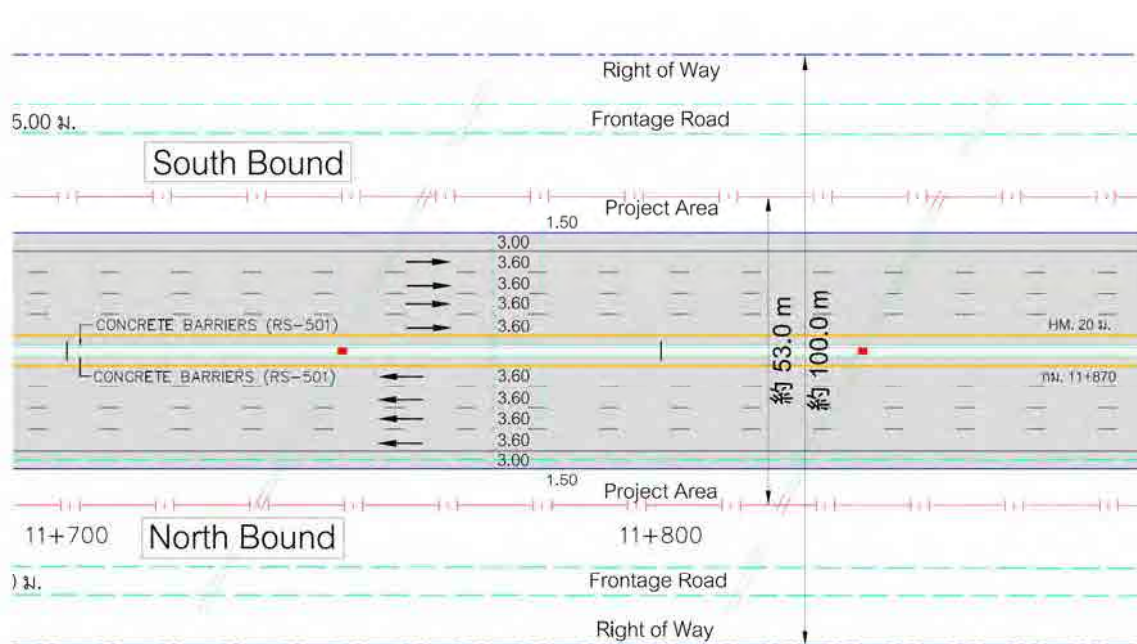 Right of Way
Frontage Road
5.00 ม.
South Bound
Project Area
1.50
3.00
3.60
3.60
3.60
3.60
CONCRETE BARRIERS (RS-501)
HM. 20 ม.
CONCRETE BARRIERS (RS-501)
กม. 11+870
3.60
3.60
3.60
3.60
3.00
約 53.0 m
約 100.0 m
1.50
Project Area
11+700
North Bound
11+800
) ม.
Frontage Road
Right of Way